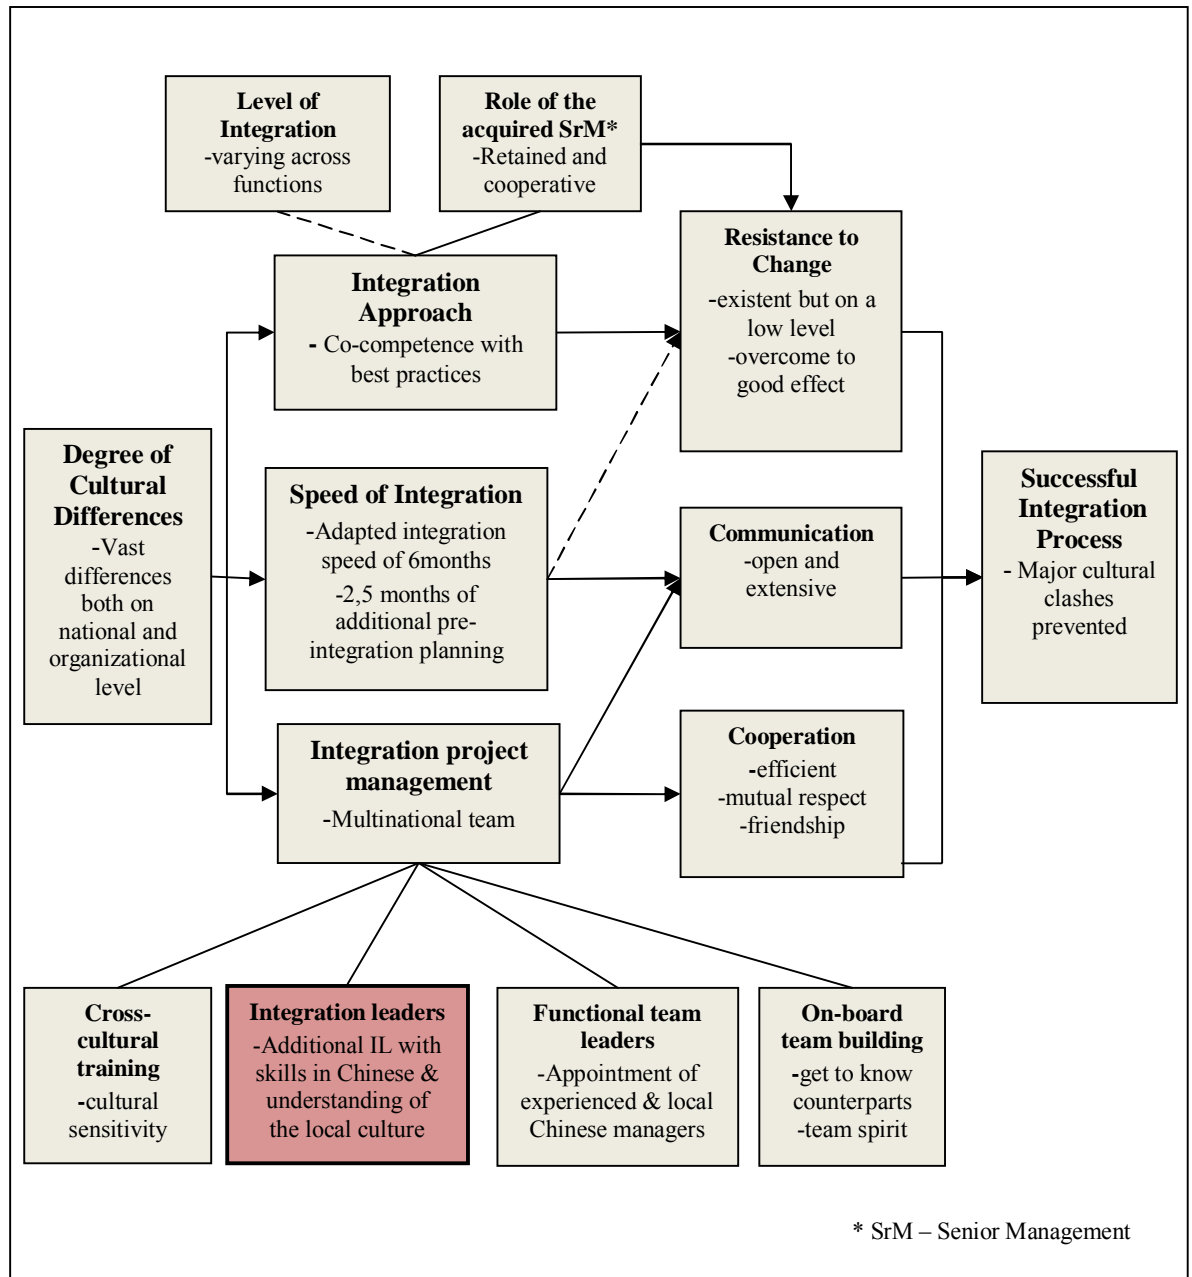 Level of
Integration
-varying across
functions
Role of the
acquired SrM*
-Retained and
cooperative
Integration
Approach
- Co-competence with
best practices
Resistance to
Change
-existent but on a
low level
-overcome to
good effect
Degree of
Cultural
Differences
-Vast
differences
both on
national and
organizational
level
Speed of Integration
-Adapted integration
speed of 6months
-2,5 months of
additional pre-
integration planning
Communication
-open and
extensive
Successful
Integration
Process
- Major cultural
clashes
prevented
Integration project
management
-Multinational team
Cooperation
-efficient
-mutual respect
-friendship
Cross-
cultural
training
-cultural
sensitivity
Integration leaders
-Additional IL with
skills in Chinese &
understanding of
the local culture
Functional team
leaders
-Appointment of
experienced & local
Chinese managers
On-board
team building
-get to know
counterparts
-team spirit
* SrM – Senior Management